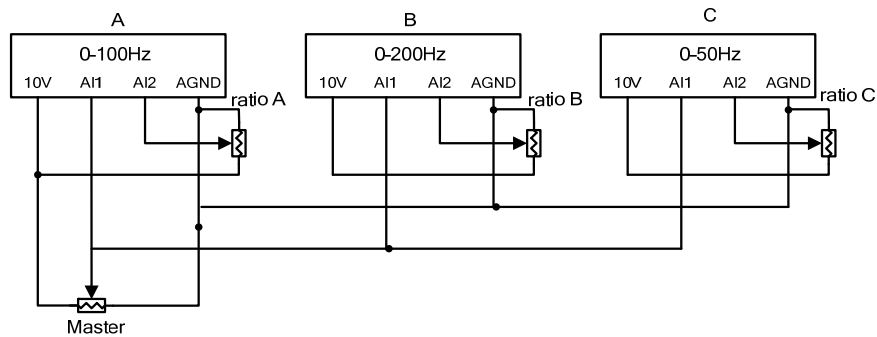 A
B
C
0-100Hz
0-200Hz
0-50Hz
10V AI1 AI2 AGND
10V AI1 AI2 AGND
10V AI1 AI2 AGND
ratio A
ratio B
ratio C
Master